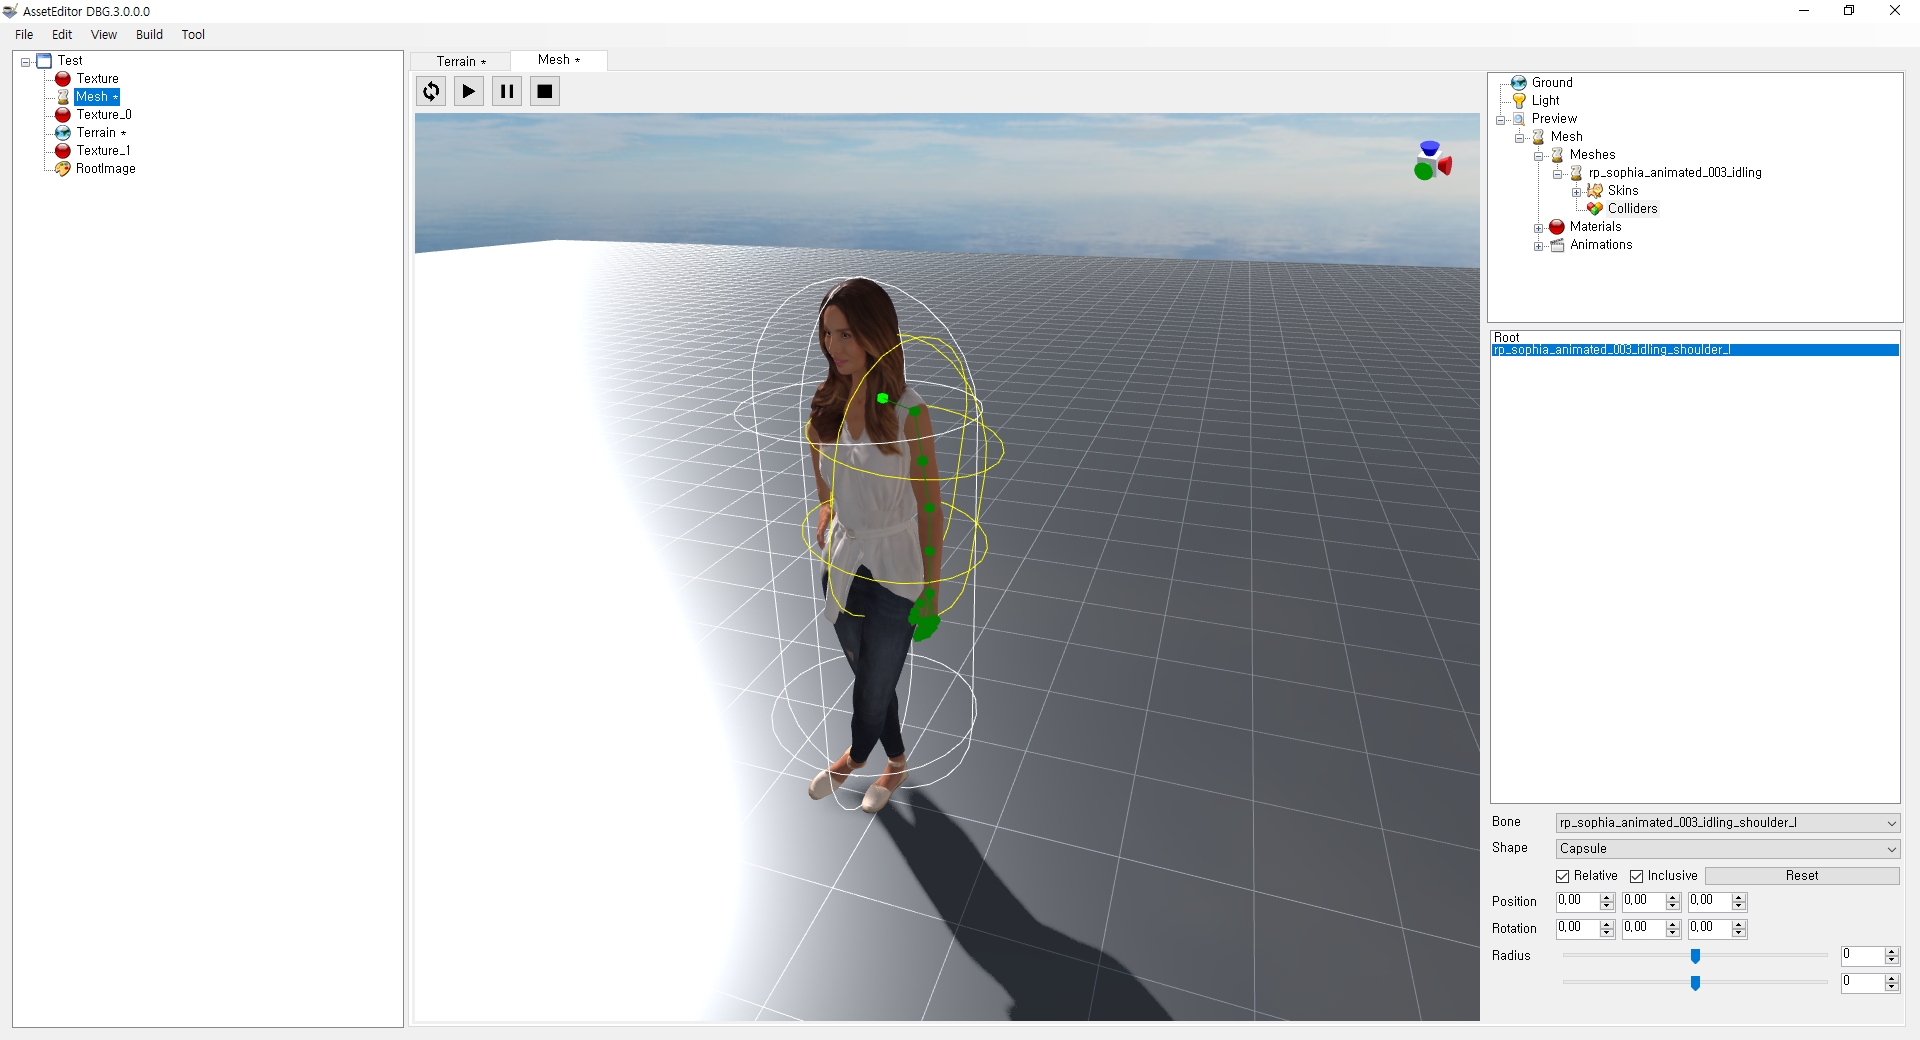 AssetEditor DBG.3.0.0.0
File Edit View Build Tool
Test
Texture
Mesh *
Texture_0
Terrain *
Texture_1
RootImage
Terrain * Mesh *
Ground
Light
Preview
Mesh
Meshes
rp_sophia_animated_003_idling
Skins
Colliders
Materials
Animations
Root
rp_sophia_animated_003_idling_shoulder_l
Bone rp_sophia_animated_003_idling_shoulder_l
Shape Capsule
Relative Inclusive Reset
Position 0,00 0,00 0,00
Rotation 0,00 0,00 0,00
Radius 0
0